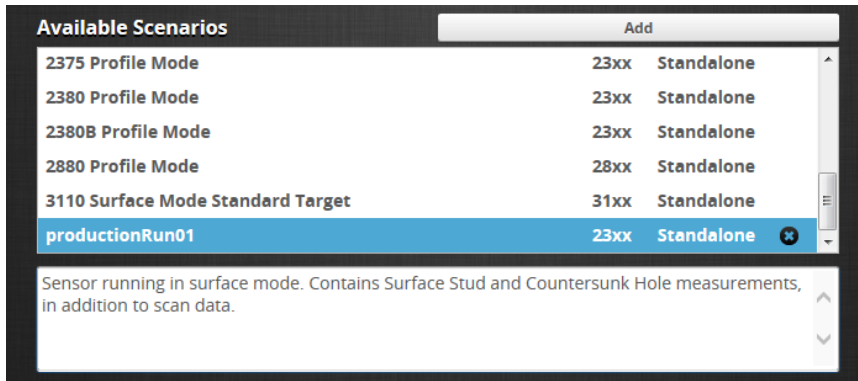 Available Scenarios Add
2375 Profile Mode 23xx Standalone
2380 Profile Mode 23xx Standalone
2380B Profile Mode 23xx Standalone
2880 Profile Mode 28xx Standalone
3110 Surface Mode Standard Target 31xx Standalone
productionRun01 23xx Standalone
Sensor running in surface mode. Contains Surface Stud and Countersunk Hole measurements,
in addition to scan data.